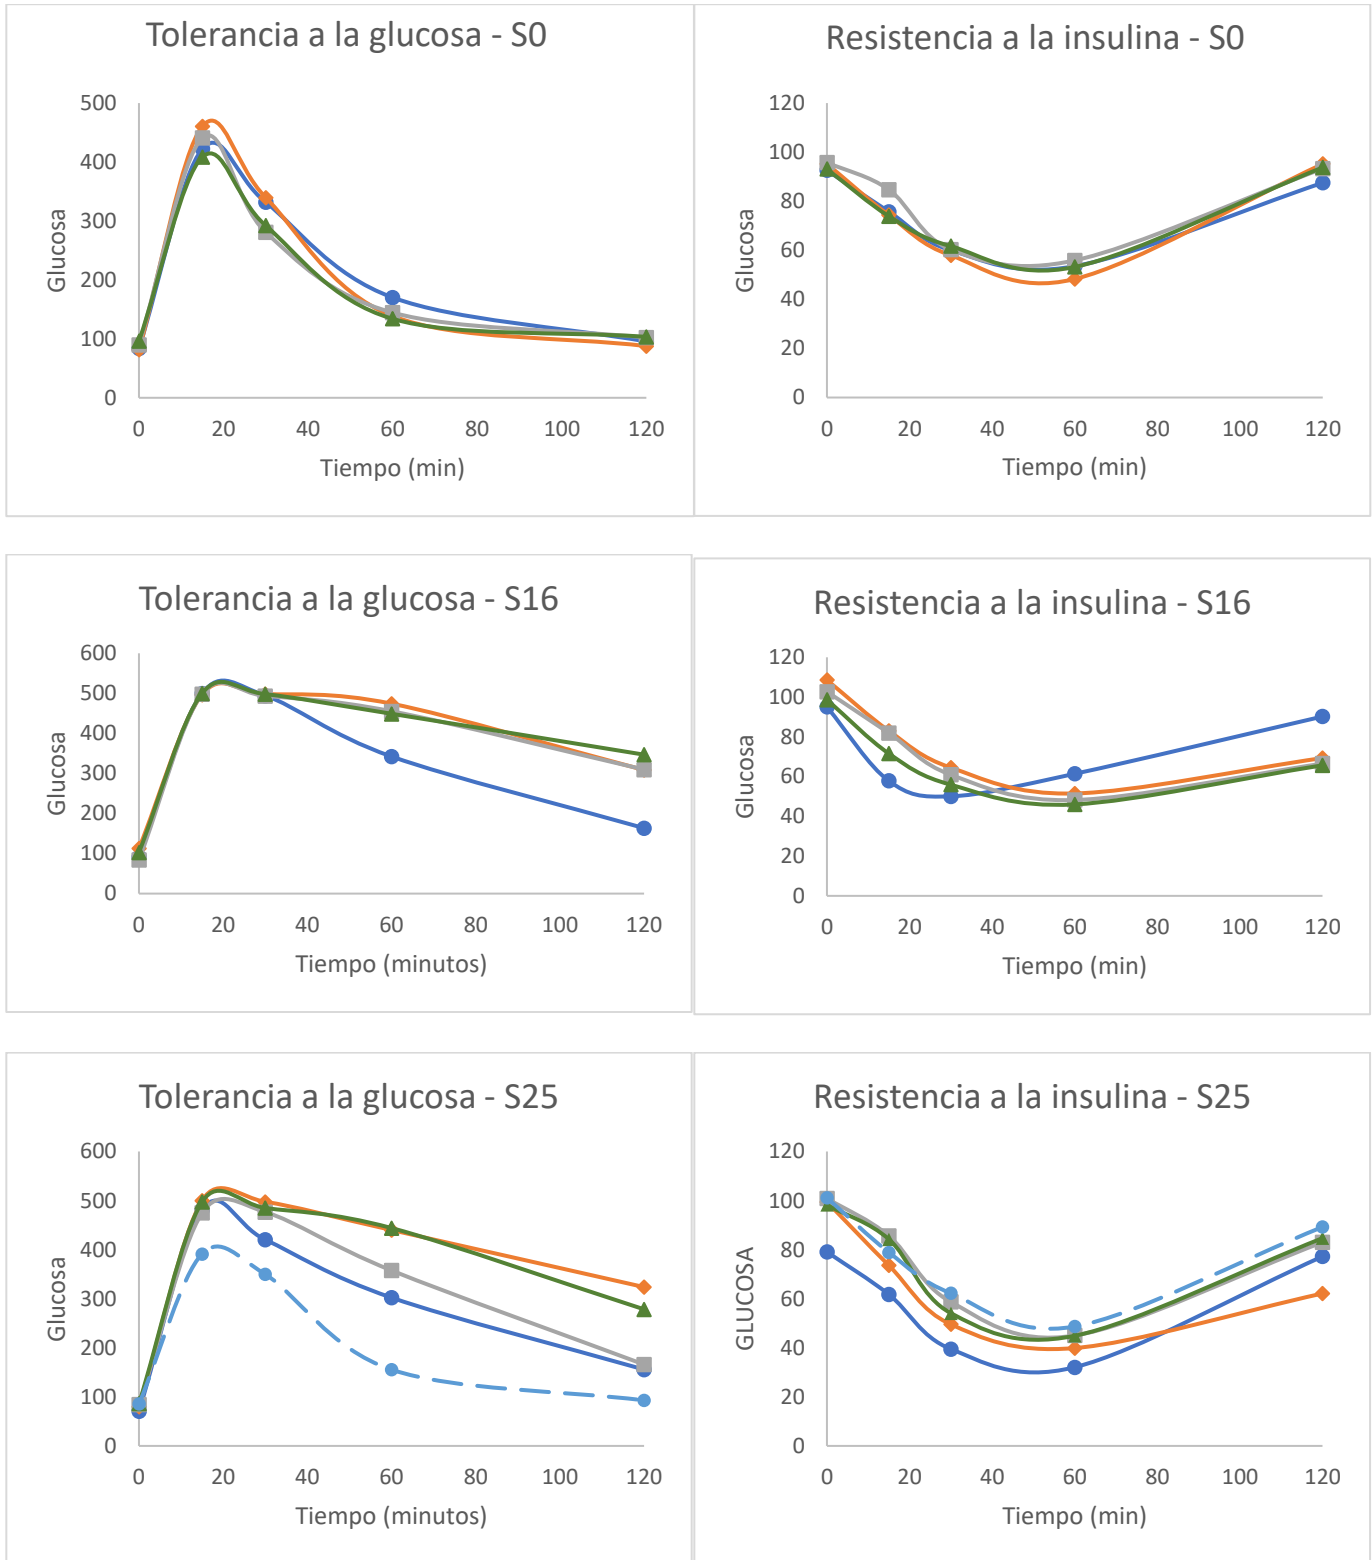 Tolerancia a la glucosa - S0
500
400
300
200
100
0
Glucosa
0 20 40 60 80 100 120
Tiempo (min)
Resistencia a la insulina - S0
120
100
80
60
40
20
0
Glucosa
0 20 40 60 80 100 120
Tiempo (min)
Tolerancia a la glucosa - S16
600
500
400
300
200
100
0
Glucosa
0 20 40 60 80 100 120
Tiempo (minutos)
Resistencia a la insulina - S16
120
100
80
60
40
20
0
Glucosa
0 20 40 60 80 100 120
Tiempo (min)
Tolerancia a la glucosa - S25
600
500
400
300
200
100
0
Glucosa
0 20 40 60 80 100 120
Tiempo (minutos)
Resistencia a la insulina - S25
120
100
80
60
40
20
0
GLUCOSA
0 20 40 60 80 100 120
Tiempo (min)